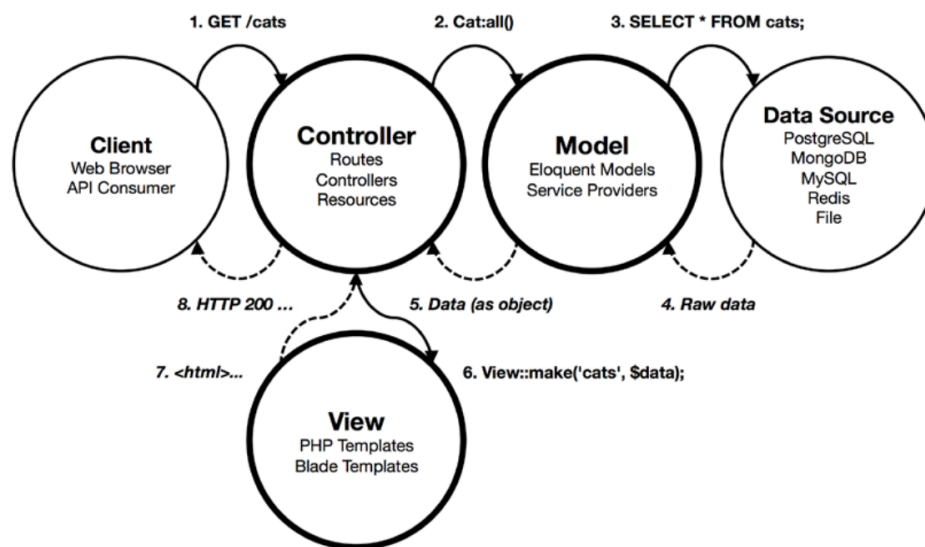 1. GET /cats
2. Cat:all()
3. SELECT * FROM cats;
Client
Web Browser
API Consumer
Controller
Routes
Controllers
Resources
Model
Eloquent Models
Service Providers
Data Source
PostgreSQL
MongoDB
MySQL
Redis
File
8. HTTP 200 ...
5. Data (as object)
4. Raw data
7. <html>...
6. View::make('cats', $data);
View
PHP Templates
Blade Templates